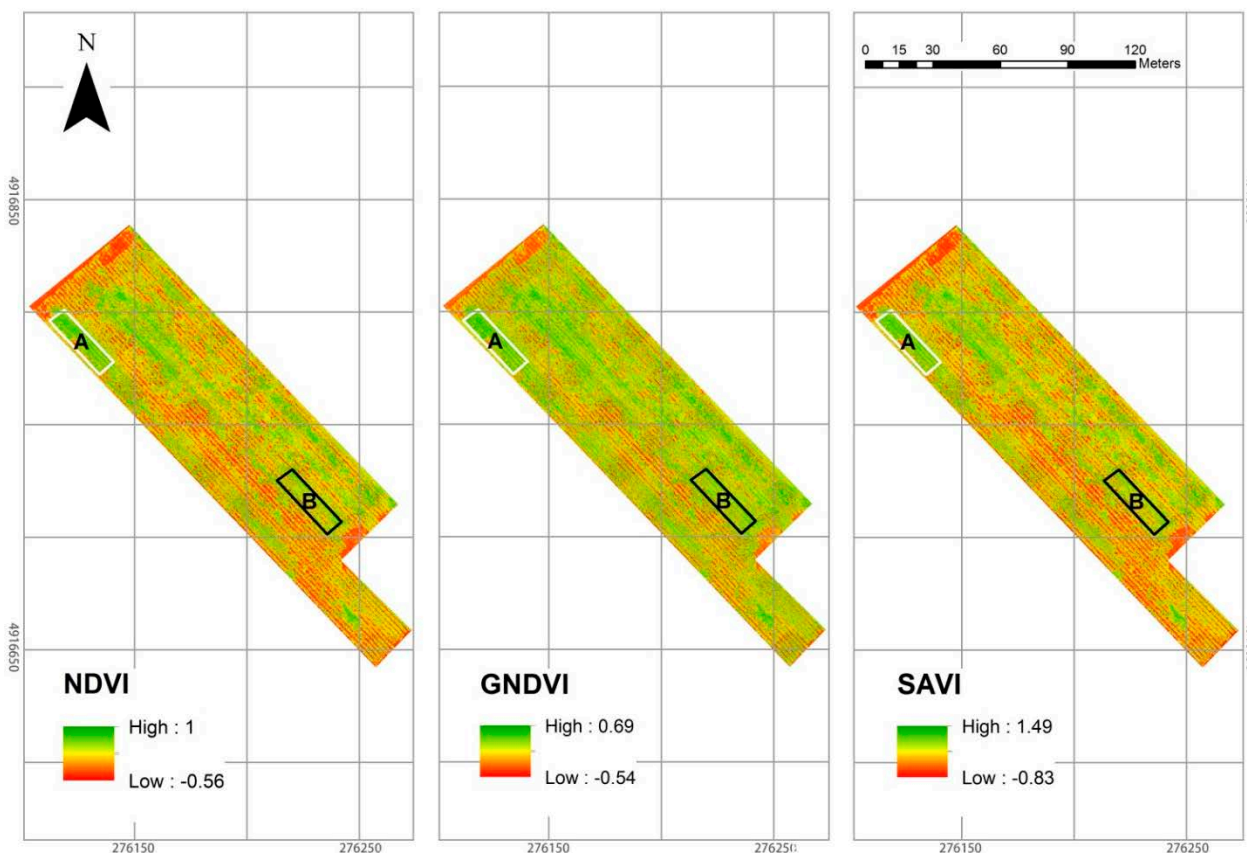 N
0 15 30 60 90 120
Meters
4916850
A
A
A
B
B
B
4916650
NDVI
High : 1
Low : -0.56
GNDVI
High : 0.69
Low : -0.54
SAVI
High : 1.49
Low : -0.83
276150 276250 276150 276250 276150 276250